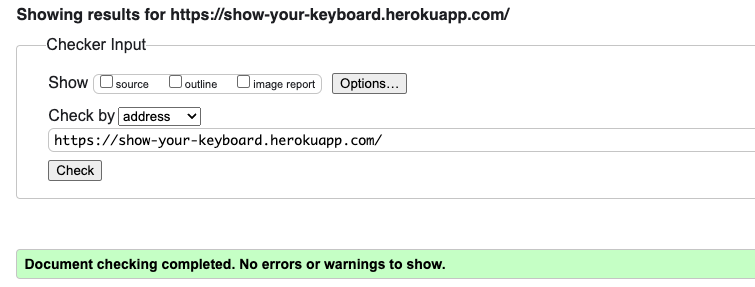 Showing results for https://show-your-keyboard.herokuapp.com/
Checker Input
Show source outline image report Options...
Check by address
https://show-your-keyboard.herokuapp.com/
Check
Document checking completed. No errors or warnings to show.